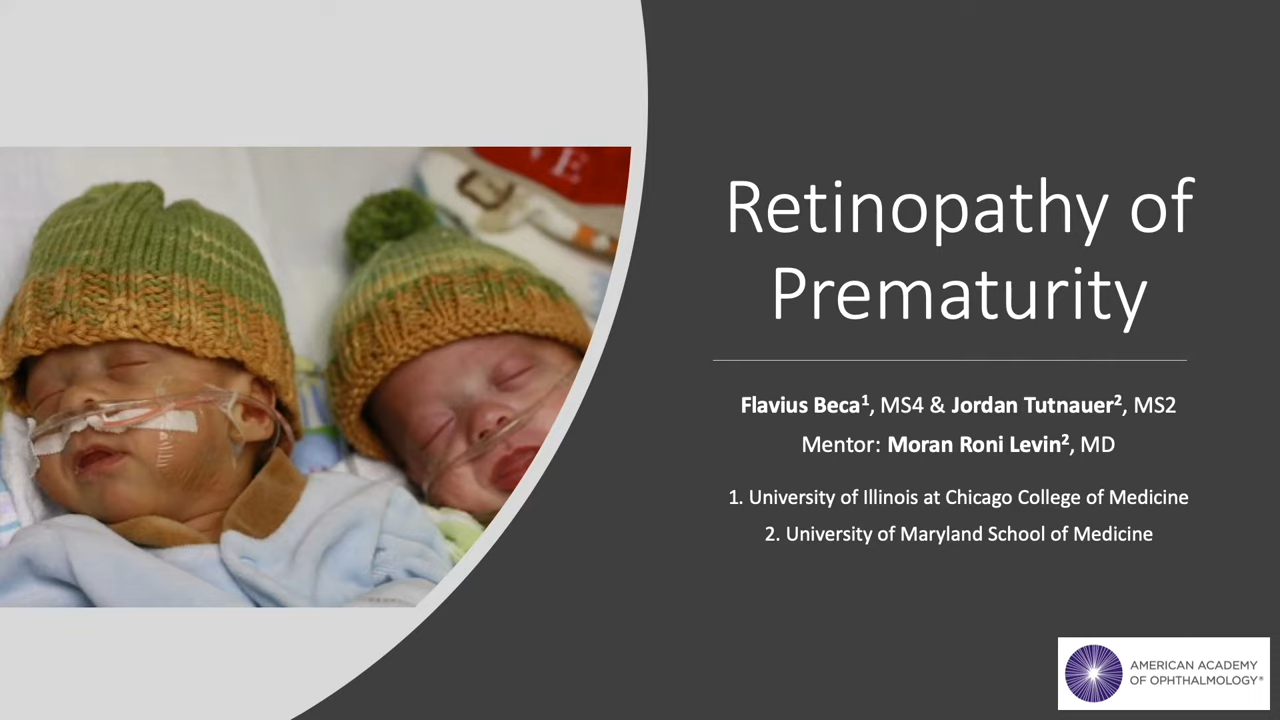 Retinopathy of
Prematurity
Flavius Beca¹, MS4 & Jordan Tutnauer², MS2
Mentor: Moran Roni Levin², MD
1. University of Illinois at Chicago College of Medicine
2. University of Maryland School of Medicine
AMERICAN ACADEMY
OF OPHTHALMOLOGY®